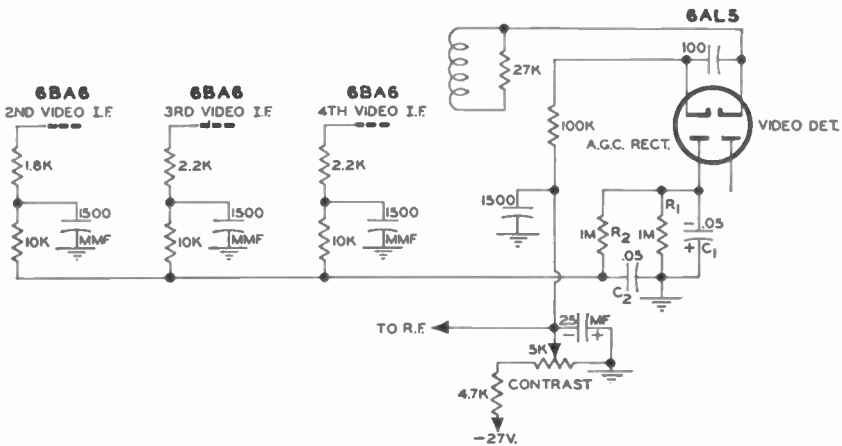 6AL5
100
27K
6BA6
2ND VIDEO I.F.
6BA6
3RD VIDEO I.F.
6BA6
4TH VIDEO I.F.
100K
VIDEO DET.
A.G.C. RECT.
1.8K
2.2K
2.2K
1500
MMF
1500
MMF
1500
MMF
10K
10K
10K
1500
1M
R2
R1
1M
- .05
+ C1
.05
C2
TO R.F.
25 MF
- +
5K
CONTRAST
4.7K
-27V.